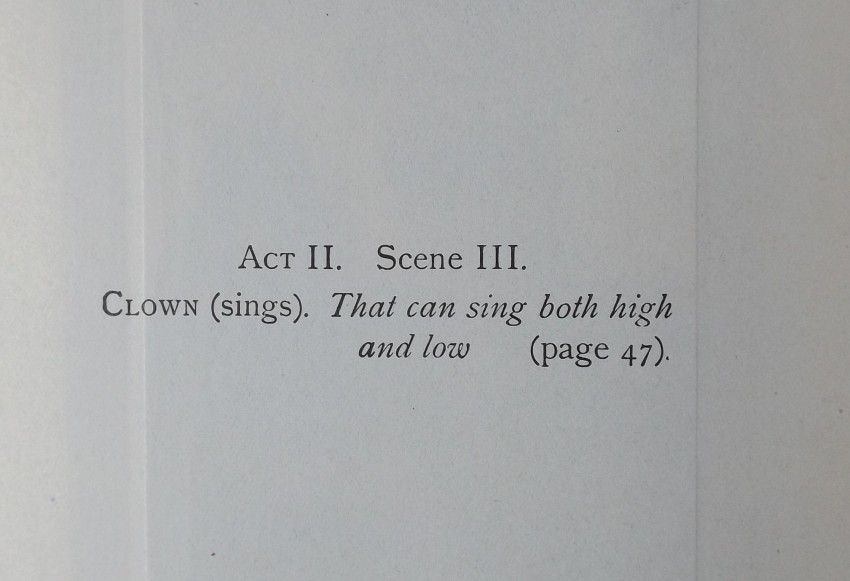 Act II. Scene III.
Clown (sings). That can sing both high
and low (page 47).